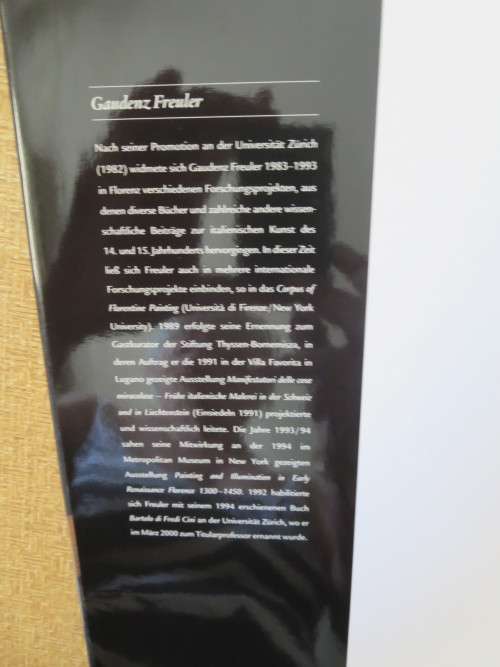 Gaudenz Freuler
Nach seiner Promotion an der Universität Zürich
(1982) widmete sich Gaudenz Freuler 1983–1993
in Florenz verschiedenen Forschungsprojekten, aus
denen diverse Bücher und zahlreiche andere wissen-
schaftliche Beiträge zur italienischen Kunst des
14. und 15. Jahrhunderts hervorgingen. In dieser Zeit
ließ sich Freuler auch in mehrere internationale
Forschungsprojekte einbinden, so in das Corpus of
Florentine Painting (Università di Firenze/New York
University). 1989 erfolgte seine Ernennung zum
Gastkurator der Stiftung Thyssen-Bornemisza, in
deren Auftrag er die 1991 in der Villa Favorita in
Lugano gezeigte Ausstellung Manifestatori delle cose
miracolose – Frühe italienische Malerei in der Schweiz
und in Liechtenstein (Einsiedeln 1991) projektierte
und wissenschaftlich leitete. Die Jahre 1993/94
sahen seine Mitwirkung an der 1994 im
Metropolitan Museum in New York gezeigten
Ausstellung Painting and Illumination in Early
Renaissance Florence 1300–1450. 1992 habilitierte
sich Freuler mit seinem 1994 erschienenen Buch
Bartolo di Fredi Cini an der Universität Zürich, wo er
im März 2000 zum Titularprofessor ernannt wurde.